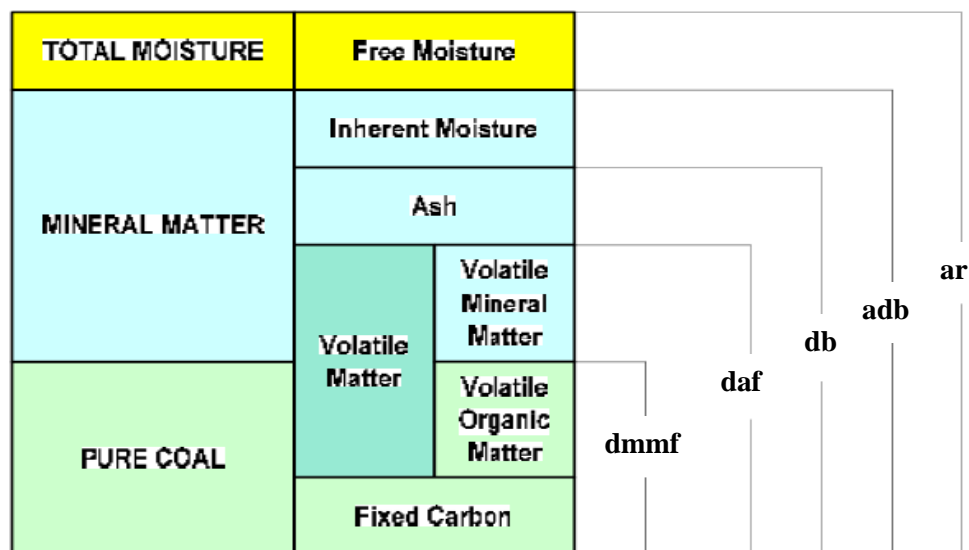 TOTAL MOISTURE
Free Moisture
Inherent Moisture
Ash
MINERAL MATTER
Volatile
Mineral
Matter
Volatile
Matter
Volatile
Organic
Matter
PURE COAL
Fixed Carbon
dmmf
daf
db
adb
ar